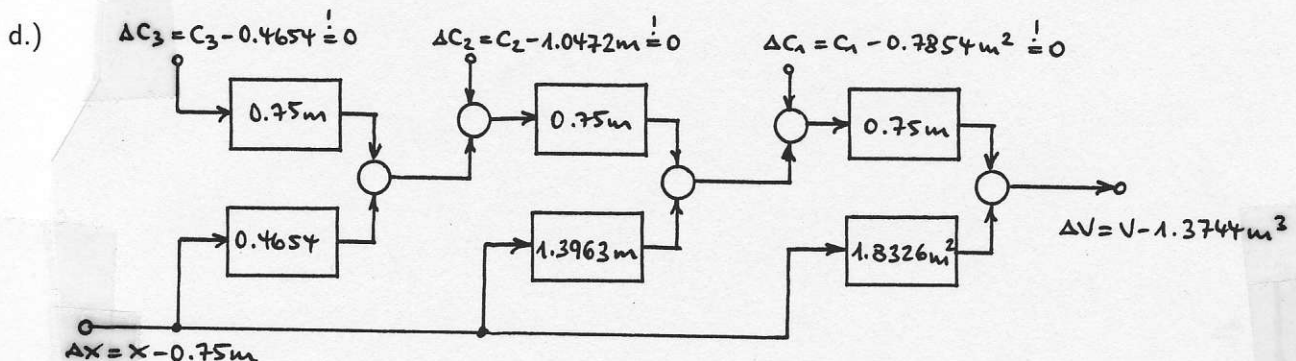 d.)
ΔC₃ = C₃ - 0.4654 ≐! 0
ΔC₂ = C₂ - 1.0472m ≐! 0
ΔC₁ = C₁ - 0.7854m² ≐! 0
0.75m
0.75m
0.75m
0.4654
1.3963m
1.8326m²
ΔV = V - 1.3744m³
ΔX = X - 0.75m